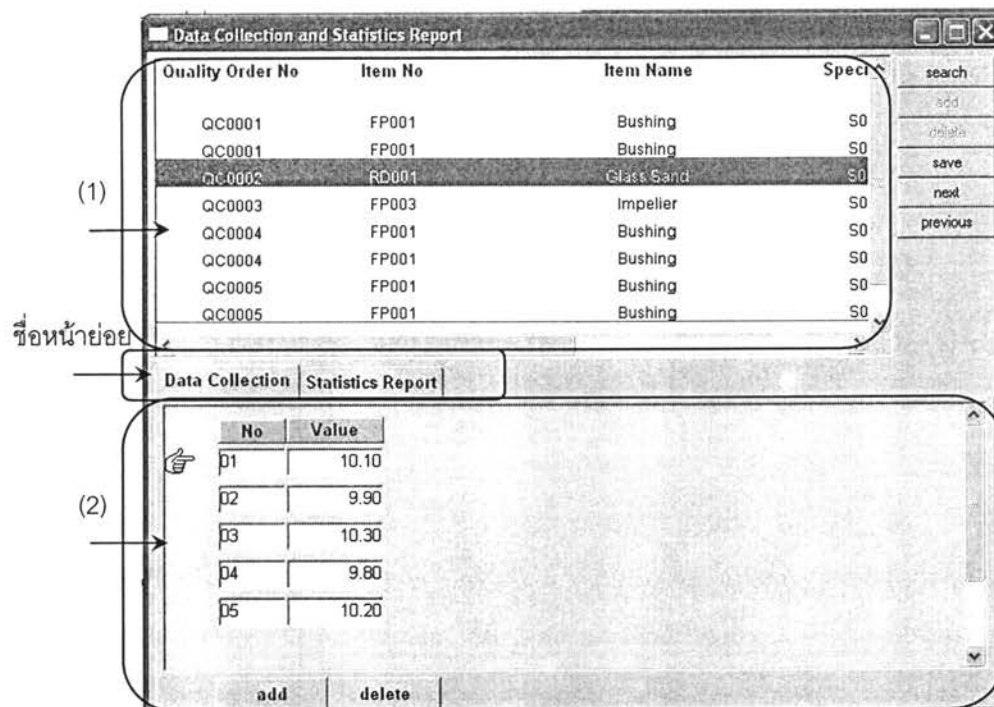 Data Collection and Statistics Report
Quality Order No Item No Item Name Speci
QC0001 FP001 Bushing S0
QC0001 FP001 Bushing S0
QC0002 RD001 Glass Sand S0
QC0003 FP003 Impelier S0
QC0004 FP001 Bushing S0
QC0004 FP001 Bushing S0
QC0005 FP001 Bushing S0
QC0005 FP001 Bushing S0
search
add
delete
save
next
previous
(1)
ชื่อหน้าย่อย
Data Collection Statistics Report
No Value
01 10.10
02 9.90
03 10.30
04 9.80
05 10.20
(2)
add delete